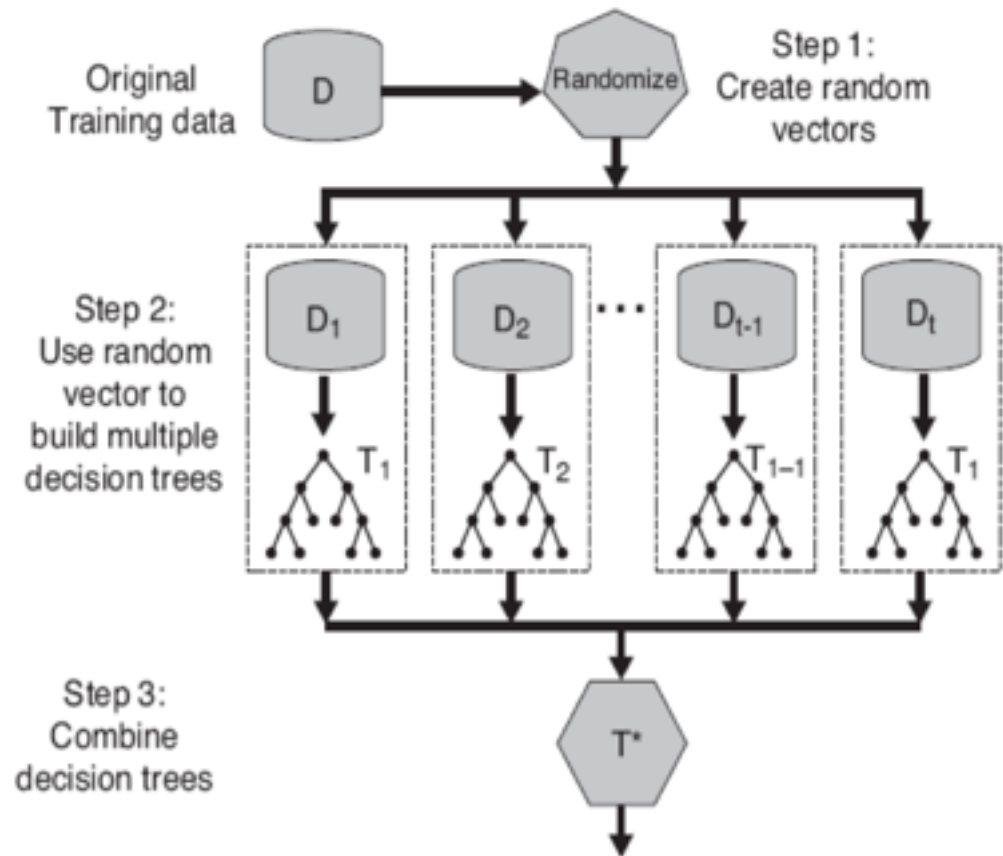 Original
Training data
D
Randomize
Step 1:
Create random
vectors
Step 2:
Use random
vector to
build multiple
decision trees
D₁
D₂
...
Dₜ₋₁
Dₜ
T₁
T₂
T₁₋₁
T₁
Step 3:
Combine
decision trees
T*